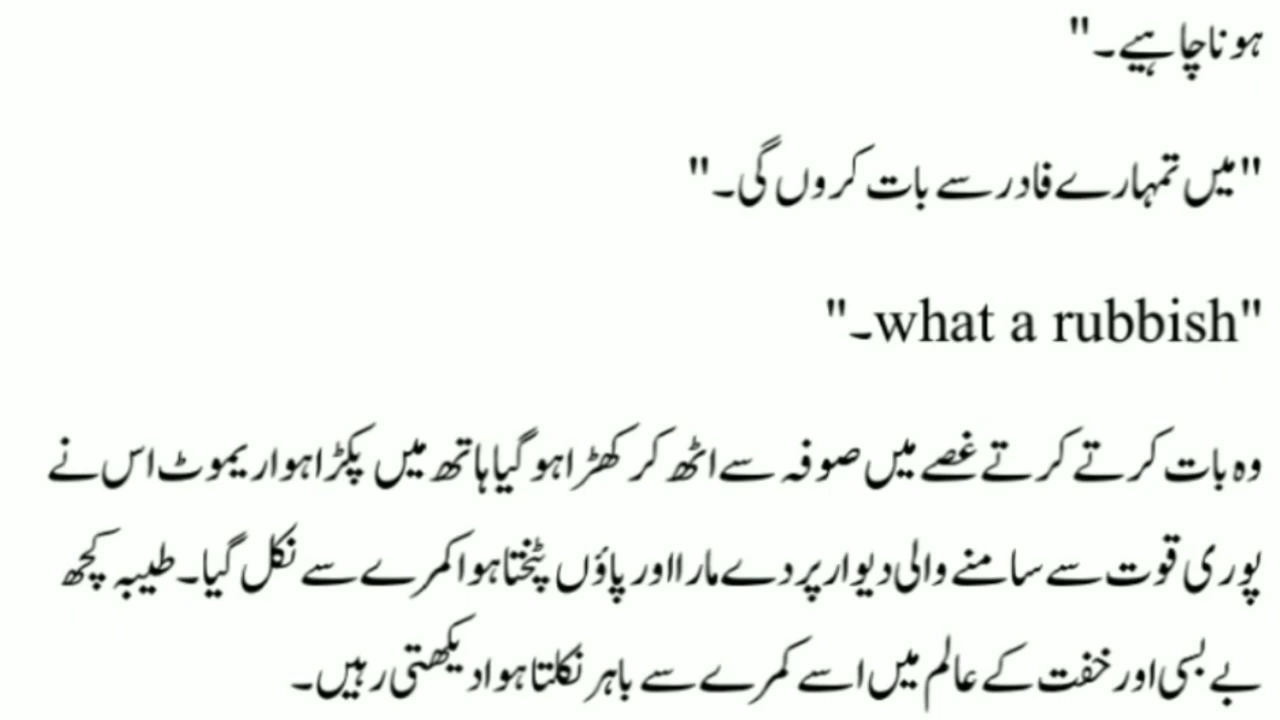 ہونا چاہیے۔"
"میں تمہارے فادر سے بات کروں گی۔"
"what a rubbish۔"
وہ بات کرتے کرتے غصے میں صوفہ سے اٹھ کر کھڑا ہو گیا ہاتھ میں پکڑا ہوا ریموٹ اس نے
پوری قوت سے سامنے والی دیوار پر دے مارا اور پاؤں پٹختا ہوا کمرے سے نکل گیا۔ طیبہ کچھ
بے بسی اور خفت کے عالم میں اسے کمرے سے باہر نکلتا ہوا دیکھتی رہیں۔